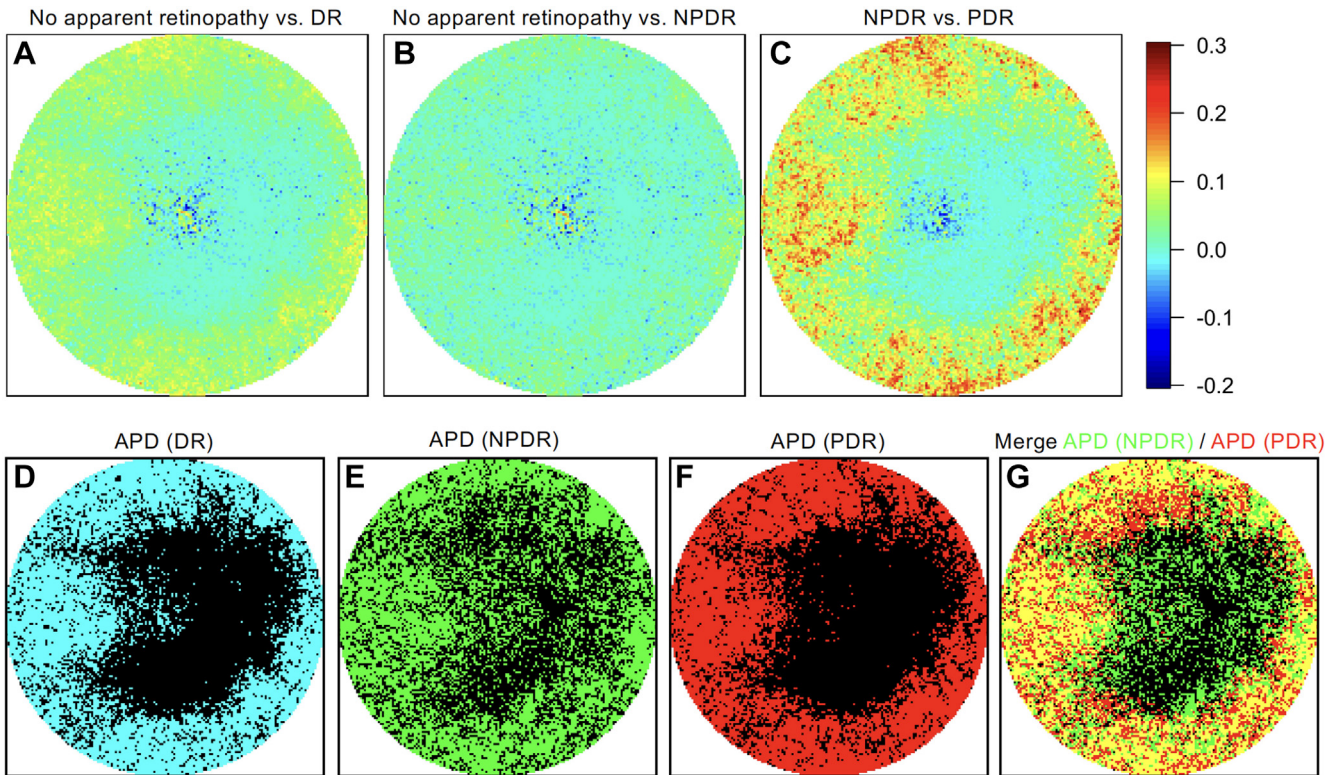 No apparent retinopathy vs. DR
No apparent retinopathy vs. NPDR
NPDR vs. PDR
A
B
C
0.3
0.2
0.1
0.0
-0.1
-0.2
APD (DR)
APD (NPDR)
APD (PDR)
Merge APD (NPDR) / APD (PDR)
D
E
F
G